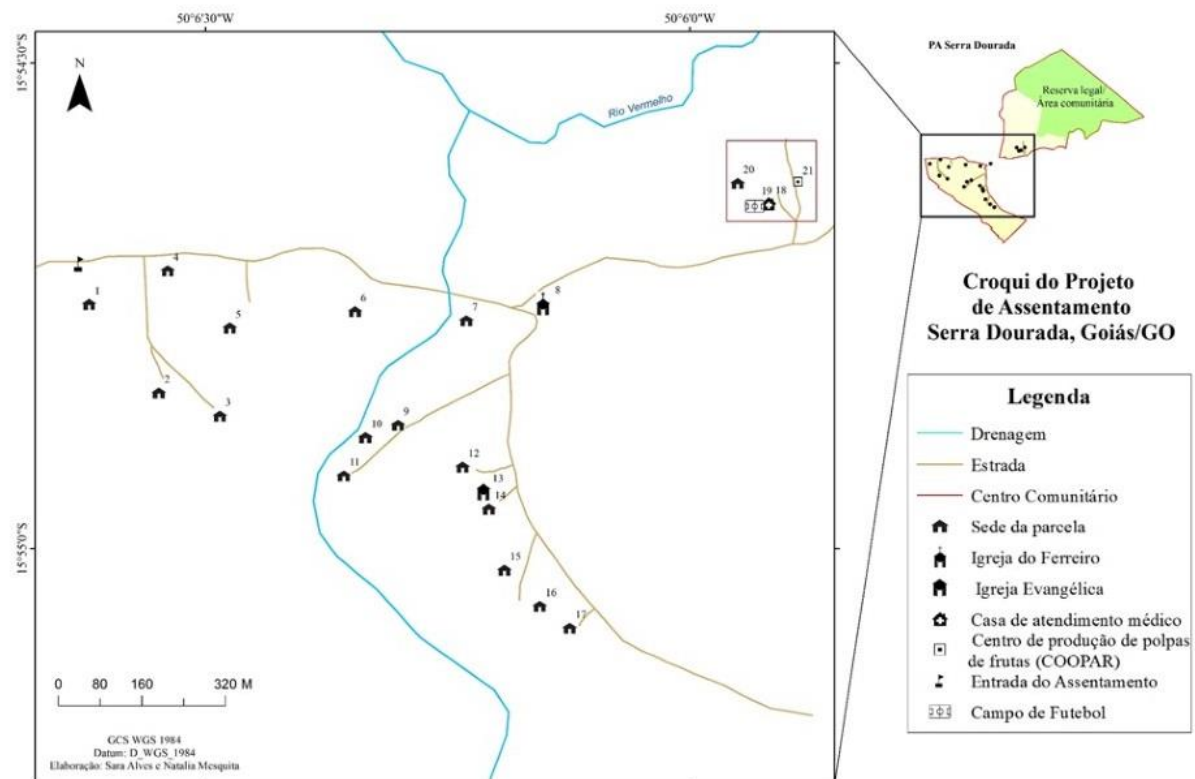 50°6'30"W
50°6'0"W
15°54'30"S
15°55'0"S
N
Rio Vermelho
20
21
19 18
4
1
5
6
7
8
2
3
9
10
11
12
13
14
15
16
17
0 80 160 320 M
GCS WGS 1984
Datum: D_WGS_1984
Elaboração: Sara Alves e Natalia Mesquita
PA Serra Dourada
Reserva legal/
Área comunitária
Croqui do Projeto
de Assentamento
Serra Dourada, Goiás/GO
Legenda
Drenagem
Estrada
Centro Comunitário
Sede da parcela
Igreja do Ferreiro
Igreja Evangélica
Casa de atendimento médico
Centro de produção de polpas
de frutas (COOPAR)
Entrada do Assentamento
Campo de Futebol